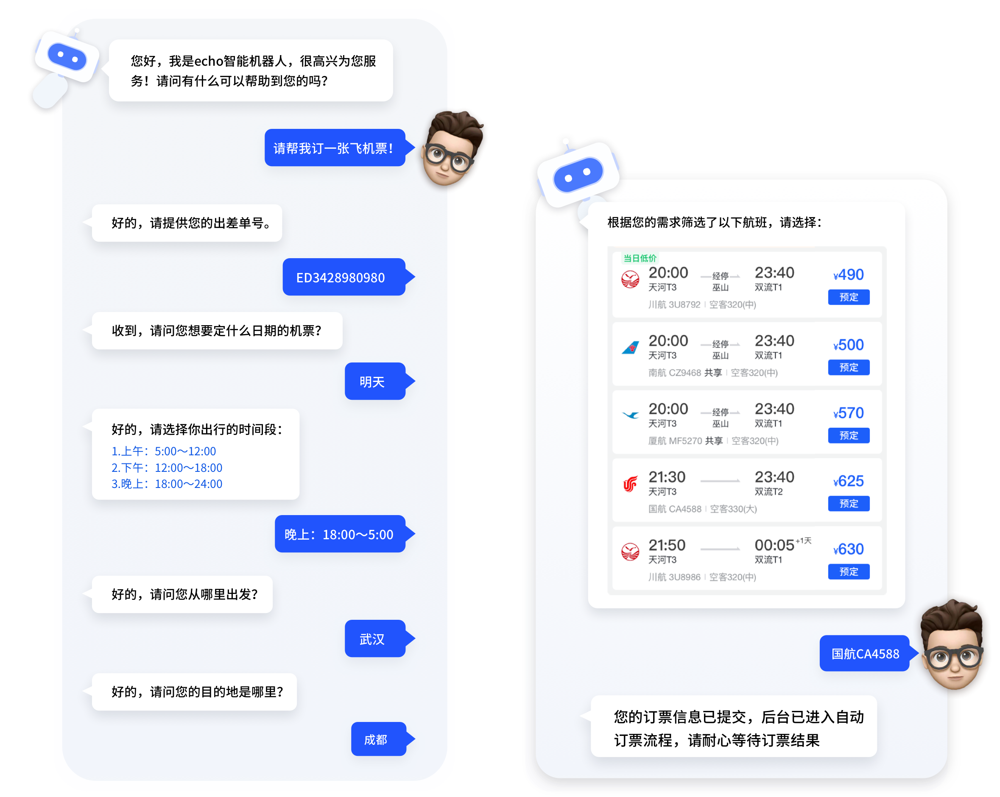 您好，我是echo智能机器人，很高兴为您服
务！请问有什么可以帮助到您的吗？
请帮我订一张飞机票！
好的，请提供您的出差单号。
ED3428980980
收到，请问您想要定什么日期的机票？
明天
好的，请选择你出行的时间段：
1.上午：5:00～12:00
2.下午：12:00～18:00
3.晚上：18:00～24:00
晚上：18:00～5:00
好的，请问您从哪里出发？
武汉
好的，请问您的目的地是哪里？
成都
根据您的需求筛选了以下航班，请选择：
当日低价
20:00 经停 23:40 ¥490
天河T3 巫山 双流T1 预定
川航 3U8792 | 空客320(中)
20:00 经停 23:40 ¥500
天河T3 巫山 双流T1 预定
南航 CZ9468 共享 | 空客320(中)
20:00 经停 23:40 ¥570
天河T3 巫山 双流T1 预定
厦航 MF5270 共享 | 空客320(中)
21:30 23:40 ¥625
天河T3 双流T2 预定
国航 CA4588 | 空客330(大)
21:50 00:05 +1天 ¥630
天河T3 双流T1 预定
川航 3U8986 | 空客320(中)
国航CA4588
您的订票信息已提交，后台已进入自动
订票流程，请耐心等待订票结果